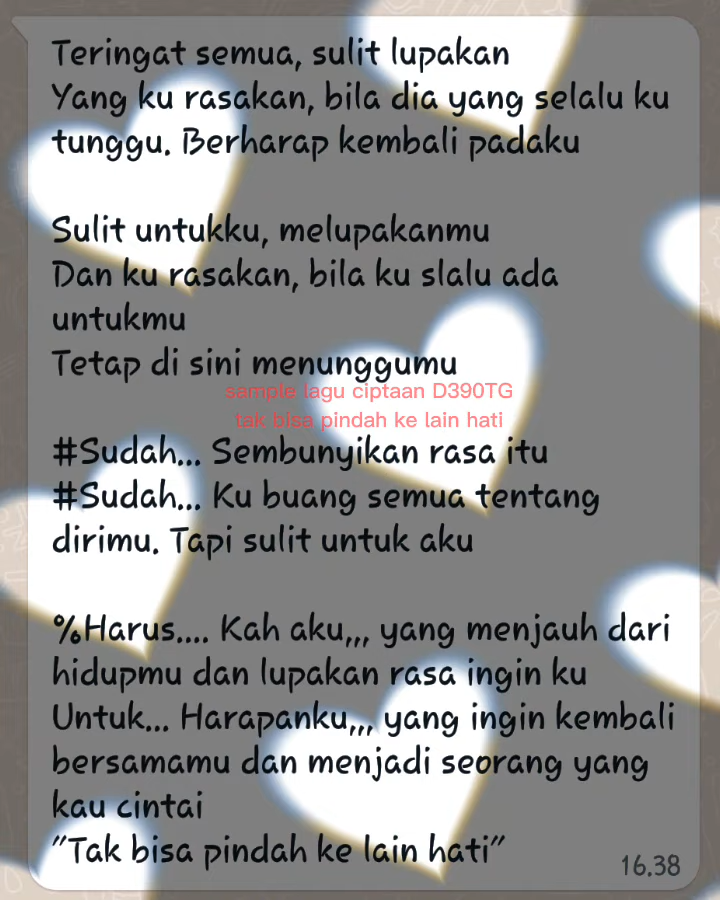 Teringat semua, sulit lupakan
Yang ku rasakan, bila dia yang selalu ku
tunggu. Berharap kembali padaku
Sulit untukku, melupakanmu
Dan ku rasakan, bila ku slalu ada
untukmu
Tetap di sini menunggumu
sample lagu ciptaan D390TG
tak bisa pindah ke lain hati
#Sudah... Sembunyikan rasa itu
#Sudah... Ku buang semua tentang
dirimu. Tapi sulit untuk aku
%Harus.... Kah aku,,, yang menjauh dari
hidupmu dan lupakan rasa ingin ku
Untuk... Harapanku,,, yang ingin kembali
bersamamu dan menjadi seorang yang
kau cintai
"Tak bisa pindah ke lain hati"
16.38